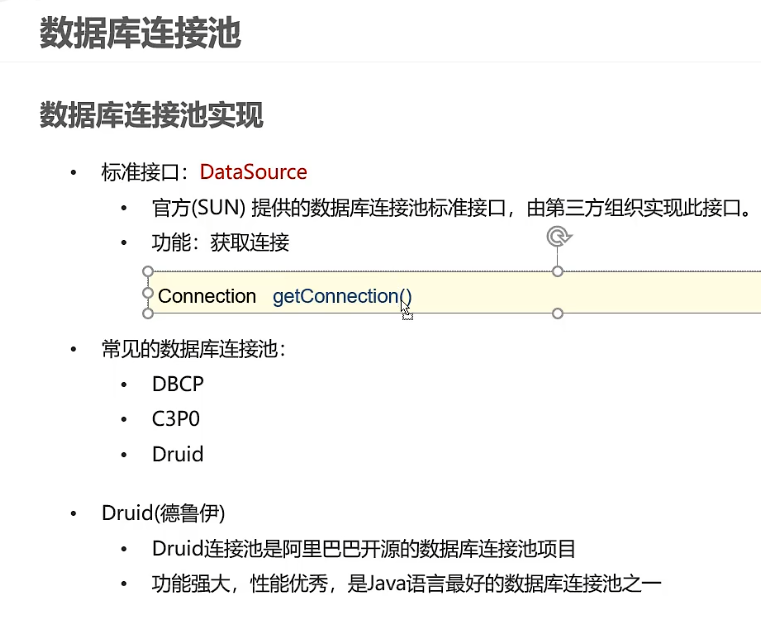 数据库连接池
数据库连接池实现
• 标准接口：DataSource
• 官方(SUN) 提供的数据库连接池标准接口，由第三方组织实现此接口。
• 功能：获取连接
Connection getConnection()
• 常见的数据库连接池：
• DBCP
• C3P0
• Druid
• Druid(德鲁伊)
• Druid连接池是阿里巴巴开源的数据库连接池项目
• 功能强大，性能优秀，是Java语言最好的数据库连接池之一